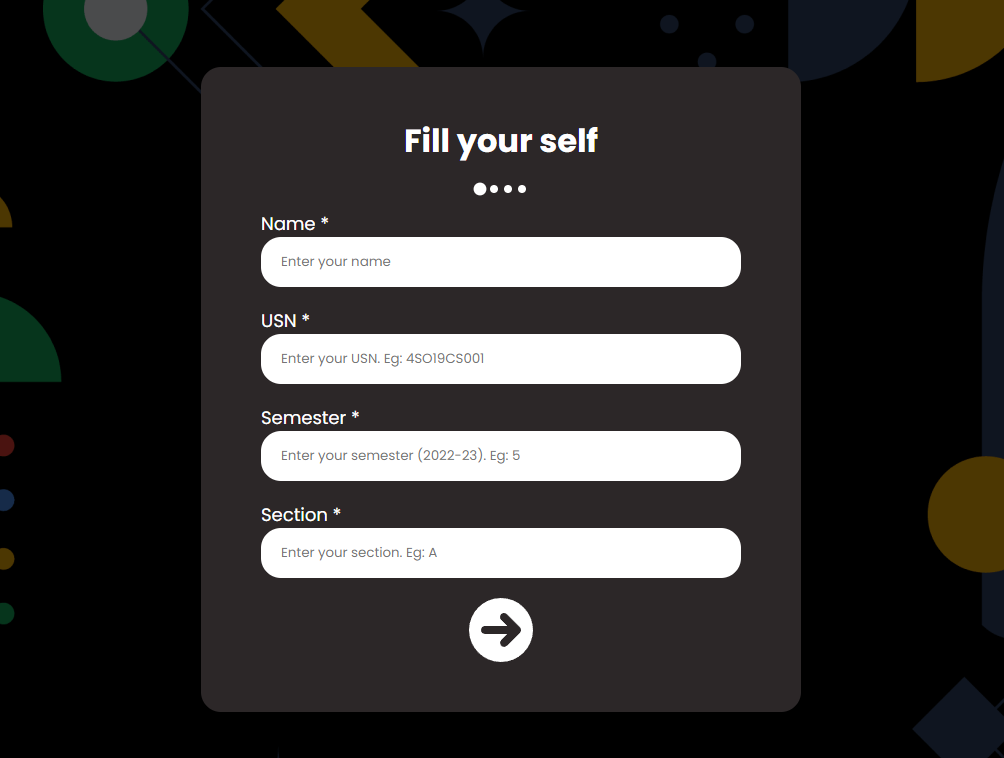 Fill your self
Name *
Enter your name
USN *
Enter your USN. Eg: 4SO19CS001
Semester *
Enter your semester (2022-23). Eg: 5
Section *
Enter your section. Eg: A